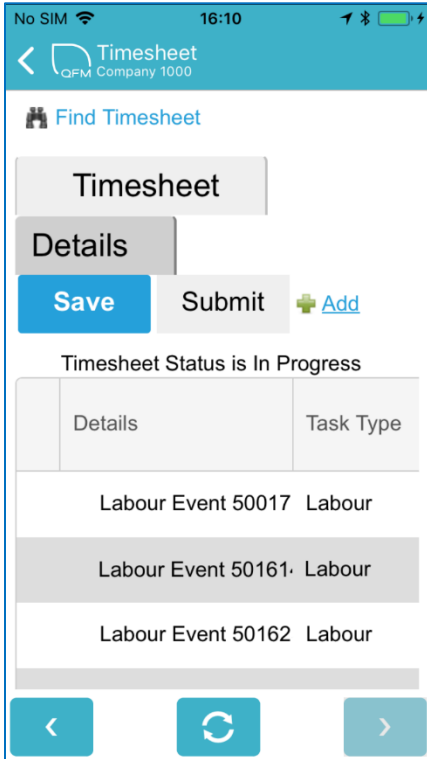 No SIM 16:10
Timesheet
QFM Company 1000
Find Timesheet
Timesheet
Details
Save Submit Add
Timesheet Status is In Progress
Details Task Type
Labour Event 50017 Labour
Labour Event 50161 Labour
Labour Event 50162 Labour